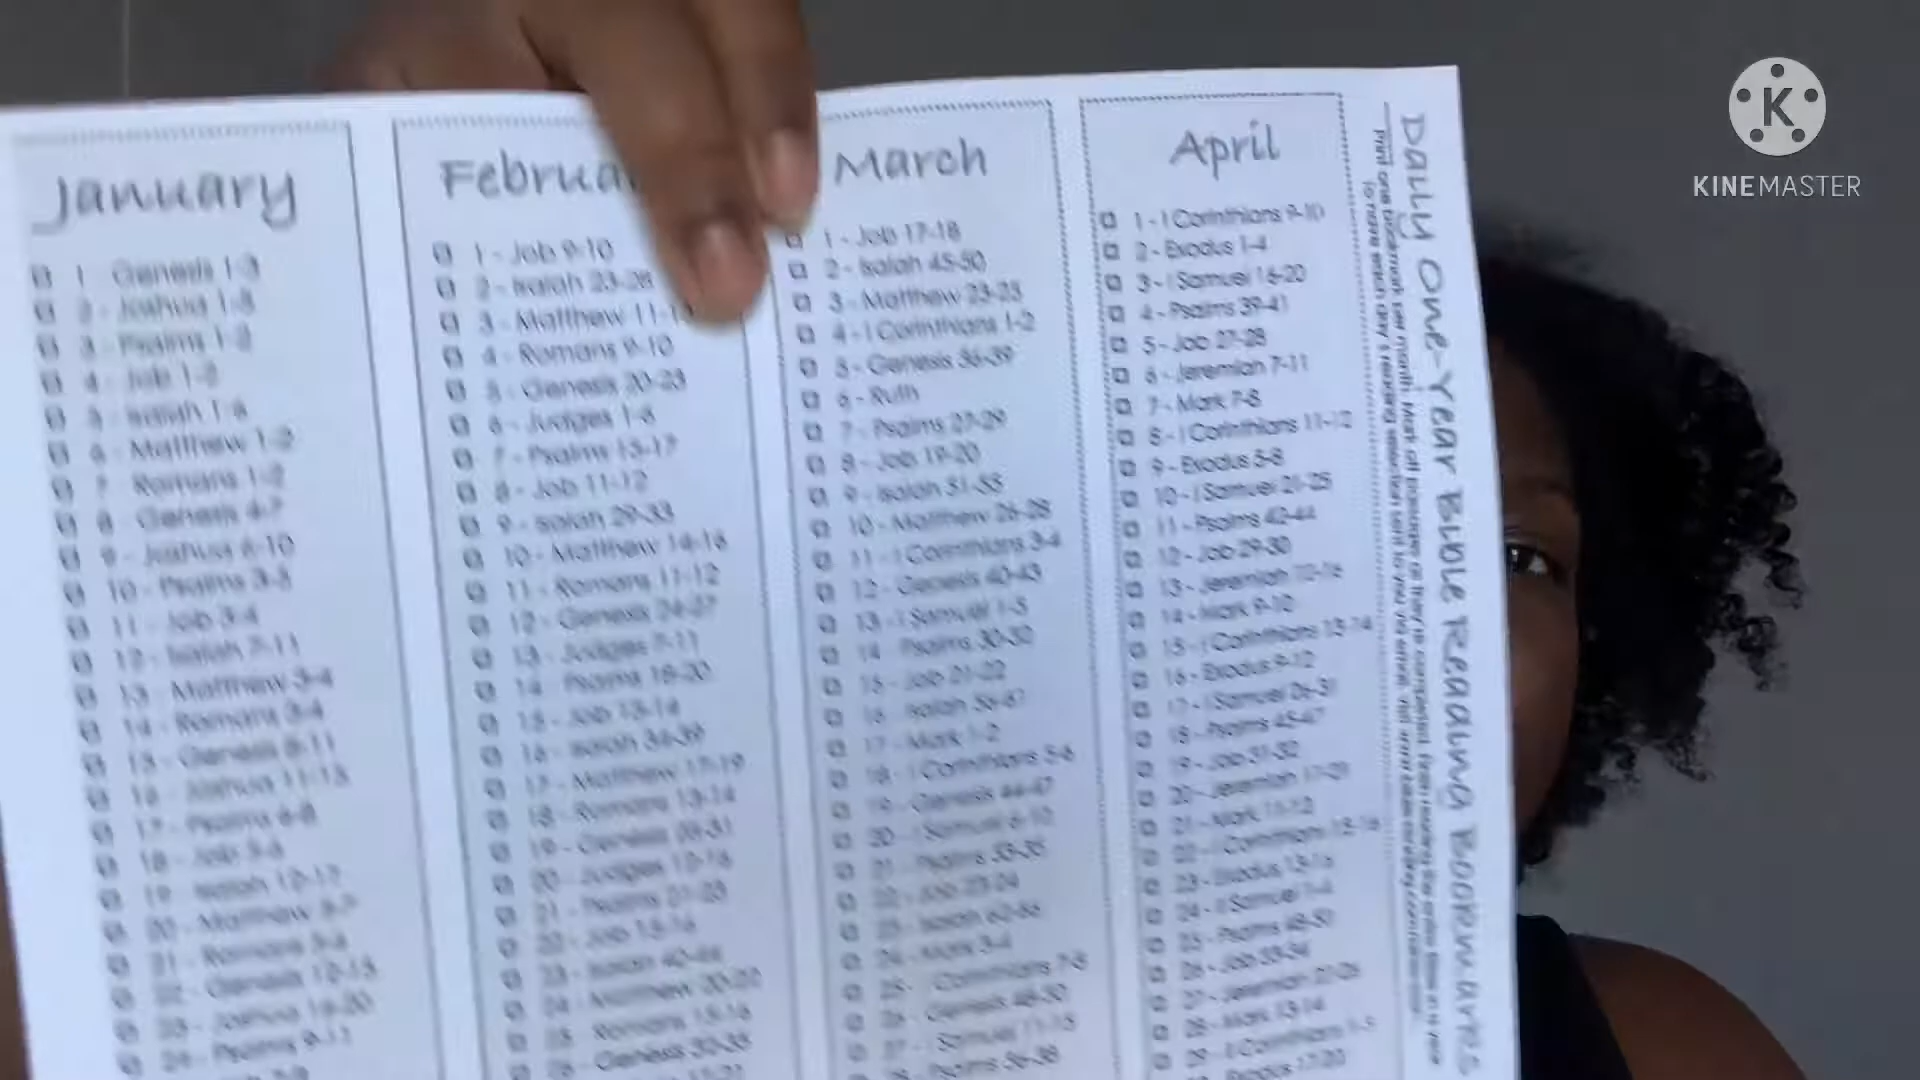 January
1 - Genesis 1-3
2 - Joshua 1-5
3 - Psalms 1-2
4 - Job 1-2
5 - Isaiah 1-6
6 - Matthew 1-2
7 - Romans 1-2
8 - Genesis 4-7
9 - Joshua 6-10
10 - Psalms 3-5
11 - Job 3-4
12 - Isaiah 7-11
13 - Matthew 3-4
14 - Romans 3-4
15 - Genesis 8-11
16 - Joshua 11-15
17 - Psalms 6-8
18 - Job 5-6
19 - Isaiah 12-17
20 - Matthew 5-7
21 - Romans 5-6
22 - Genesis 12-15
23 - Joshua 16-20
24 - Psalms 9-11
Februa
1 - Job 9-10
2 - Isaiah 23-28
3 - Matthew 11-1
4 - Romans 9-10
5 - Genesis 20-23
6 - Judges 1-6
7 - Psalms 15-17
8 - Job 11-12
9 - Isaiah 29-33
10 - Matthew 14-16
11 - Romans 11-12
12 - Genesis 24-27
13 - Judges 7-11
14 - Psalms 18-20
15 - Job 13-14
16 - Isaiah 34-39
17 - Matthew 17-19
18 - Romans 13-14
19 - Genesis 28-31
20 - Judges 12-16
21 - Psalms 21-23
22 - Job 15-16
23 - Isaiah 40-44
24 - Matthew 20-22
25 Romans 15-16
26 - Genesis 32-35
March
1 - Job 17-18
2 - Isaiah 45-50
3 - Matthew 23-25
4 - I Corinthians 1-2
5 - Genesis 36-39
6 - Ruth
7 - Psalms 27-29
8 - Job 19-20
9 - Isaiah 51-55
10 - Matthew 26-28
11 - I Corinthians 3-4
12 - Genesis 40-43
13 - I Samuel 1-5
14 - Psalms 30-32
15 - Job 21-22
16 Isaiah 56-61
17 - Mark 1-2
18 - I Corinthians 5-6
19 - Genesis 44-47
20 - I Samuel 6-10
21 - Psalms 33-35
22 - Job 23-24
23 - Isaiah 62-66
24 - Mark 3-4
25 - Corinthians 7-8
26 - Genesis 48-50
27 - Samuel 11-15
28 - Psalms 36-38
April
1 - I Corinthians 9-10
2 - Exodus 1-4
3 - I Samuel 16-20
4 - Psalms 39-41
5 - Job 27-28
6 - Jeremiah 7-11
7 - Mark 7-8
8 - I Corinthians 11-12
9 - Exodus 5-8
10 - I Samuel 21-25
11 - Psalms 42-44
12 - Job 29-30
13 - Jeremiah 12-16
14 - Mark 9-12
15 - I Corinthians 13-14
16 - Exodus 9-12
17 - I Samuel 26-31
18 - Psalms 45-47
19 - Job 31-32
20 - Jeremiah 17-21
21 - Mark 11-12
22 - I Corinthians 15-16
23 - Exodus 13-16
24 - II Samuel 1-4
25 - Psalms 48-50
26 - Job 33-34
27 - Jeremiah 22-26
28 - Mark 13-14
29 - II Corinthians 1-3
Exodus 17-20
Daily One-Year Bible Reading Bookmarks
Print one bookmark per month. Mark off passages
K
KINEMASTER